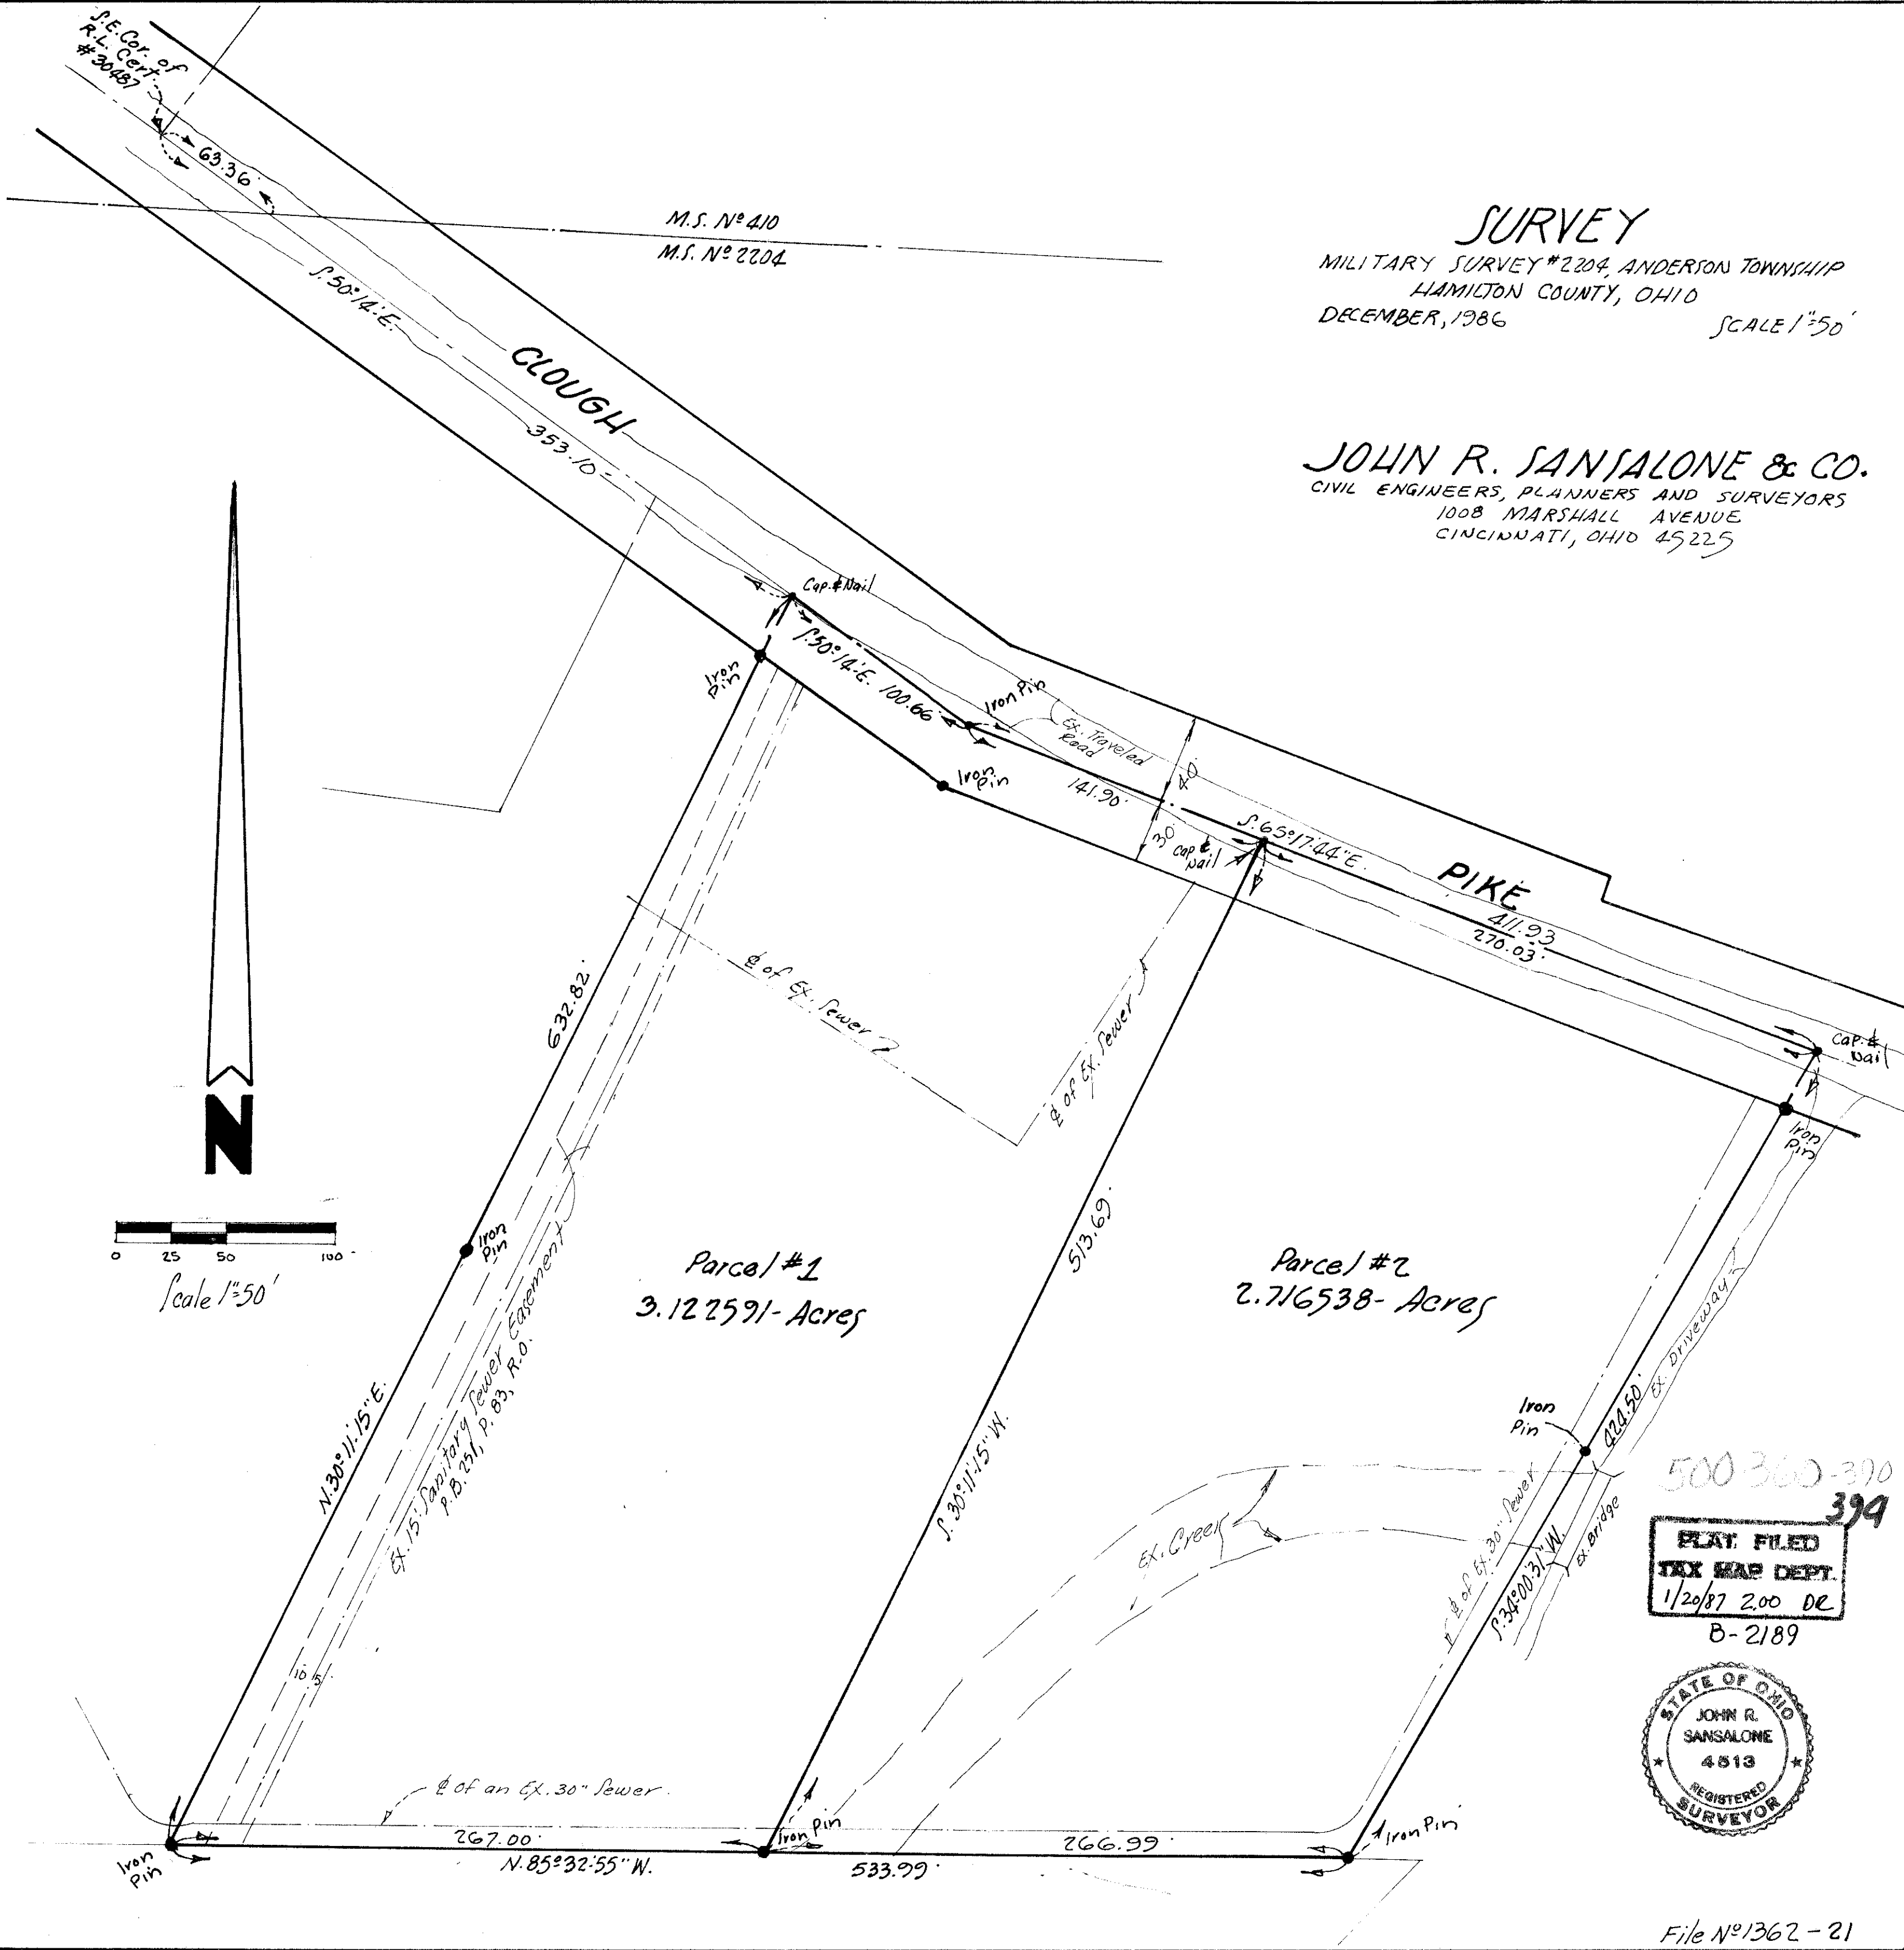 S.E. Cor. of
R.L. Cert.
#30487
63.36'
M.S. Nº 410
M.S. Nº 2204
S.50°14'E.
CLOUGH
353.10
SURVEY
MILITARY SURVEY #2204, ANDERSON TOWNSHIP
HAMILTON COUNTY, OHIO
DECEMBER, 1986 SCALE 1"=50'
JOHN R. SANSALONE & CO.
CIVIL ENGINEERS, PLANNERS AND SURVEYORS
1008 MARSHALL AVENUE
CINCINNATI, OHIO 45225
Cap. & Nail
Iron
Pin
S.50°14'E. 100.66'
Iron Pin
Ex. Traveled
Road
Iron
Pin
141.90'
40'
30'
Cap &
Nail
S.65°17'44"E.
PIKE
411.93
270.03'
Cap. &
Nail
Iron
Pin
632.82'
℄ of Ex. Sewer
℄ of Ex. Sewer
513.69'
N
0 25 50 100
Scale 1"=50'
Iron
Pin
Parcel #1
3.122591-Acres
Parcel #2
2.716538-Acres
Ex. Driveway
424.50'
Iron
Pin
N.30°11'15"E.
Ex. 15' Sanitary Sewer Easement
P.B. 251, P. 83, R.O.
S.30°11'15"W.
Ex. Creek
℄ of Ex. 30" Sewer
S.34°00'31"W.
Ex. Bridge
500-360-390
394
PLAT FILED
TAX MAP DEPT.
1/20/87 2.00 DR
B-2189
STATE OF OHIO
JOHN R.
SANSALONE
4513
REGISTERED
SURVEYOR
10' 5'
℄ of an Ex. 30" Sewer.
Iron
Pin
267.00'
N.85°32'55"W.
Iron Pin
533.99'
266.99'
Iron Pin
File Nº 1362-21